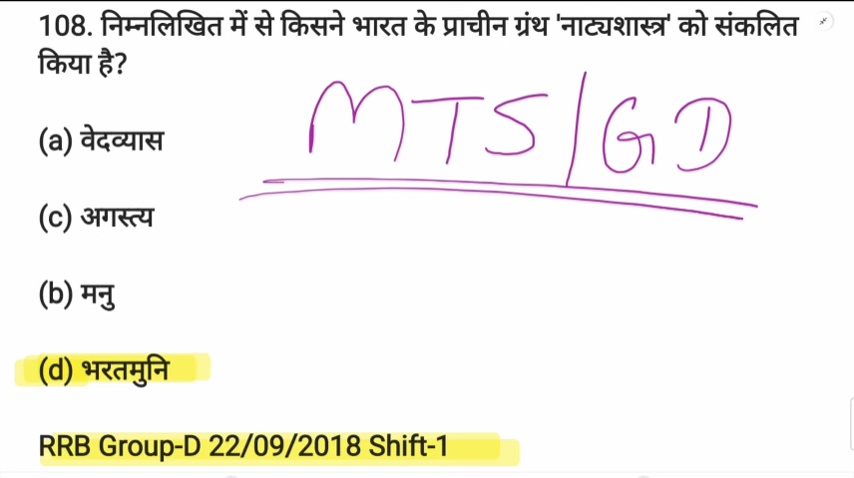 108. निम्नलिखित में से किसने भारत के प्राचीन ग्रंथ 'नाट्यशास्त्र' को संकलित
किया है?
MTS/GD
(a) वेदव्यास
(c) अगस्त्य
(b) मनु
(d) भरतमुनि
RRB Group-D 22/09/2018 Shift-1